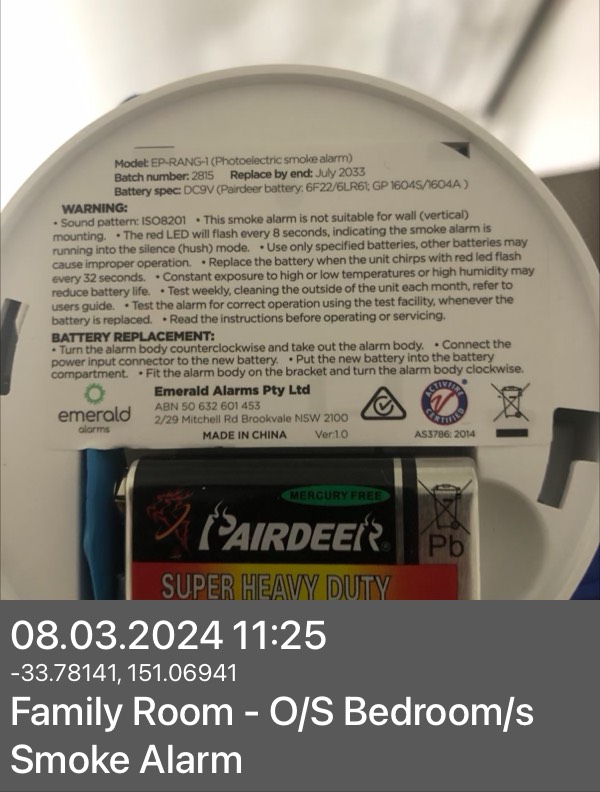 Model: EP-RANG-1 (Photoelectric smoke alarm)
Batch number: 2815 Replace by end: July 2033
Battery spec: DC9V (Pairdeer battery: 6F22/6LR61; GP 1604S/1604A )
WARNING:
• Sound pattern: ISO8201 • This smoke alarm is not suitable for wall (vertical)
mounting. • The red LED will flash every 8 seconds, indicating the smoke alarm is
running into the silence (hush) mode. • Use only specified batteries, other batteries may
cause improper operation. • Replace the battery when the unit chirps with red led flash
every 32 seconds. • Constant exposure to high or low temperatures or high humidity may
reduce battery life. • Test weekly, cleaning the outside of the unit each month, refer to
users guide. • Test the alarm for correct operation using the test facility, whenever the
battery is replaced. • Read the instructions before operating or servicing.
BATTERY REPLACEMENT:
• Turn the alarm body counterclockwise and take out the alarm body. • Connect the
power input connector to the new battery. • Put the new battery into the battery
compartment. • Fit the alarm body on the bracket and turn the alarm body clockwise.
emerald
alarms
Emerald Alarms Pty Ltd
ABN 50 632 601 453
2/29 Mitchell Rd Brookvale NSW 2100
MADE IN CHINA Ver:1.0
ACTIVFIRE
CERTIFIED
AS3786: 2014
MERCURY FREE
PAIRDEER®
Pb
SUPER HEAVY DUTY
08.03.2024 11:25
-33.78141, 151.06941
Family Room - O/S Bedroom/s
Smoke Alarm